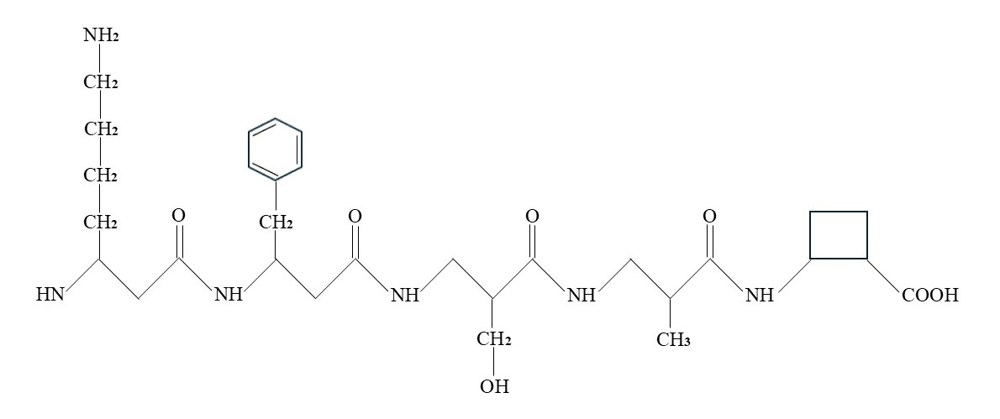 NH₂
CH₂
CH₂
CH₂
CH₂ O CH₂ O O O
HN NH NH NH NH COOH
CH₂ CH₃
OH